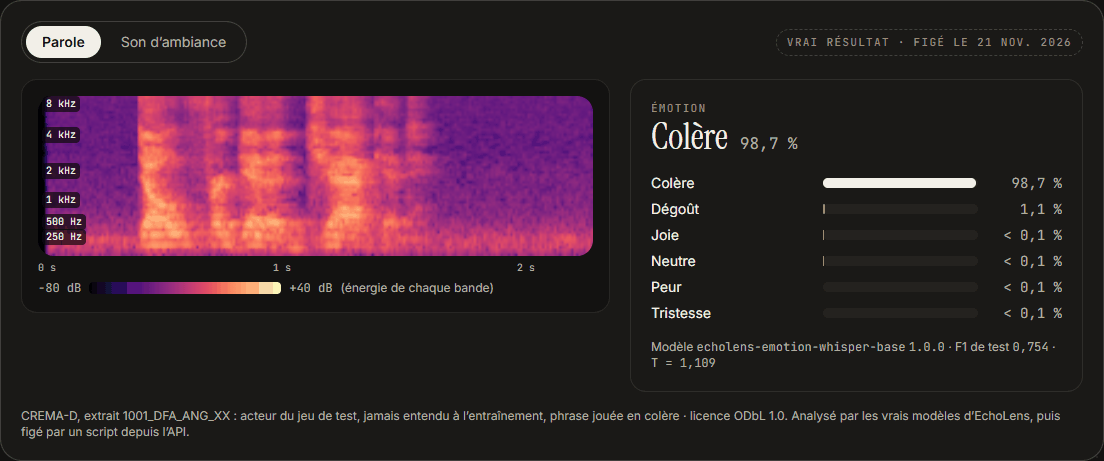 Parole
Son d'ambiance
VRAI RÉSULTAT · FIGÉ LE 21 NOV. 2026
8 kHz
4 kHz
2 kHz
1 kHz
500 Hz
250 Hz
0 s
1 s
2 s
-80 dB
+40 dB (énergie de chaque bande)
ÉMOTION
Colère 98,7 %
Colère 98,7 %
Dégoût 1,1 %
Joie < 0,1 %
Neutre < 0,1 %
Peur < 0,1 %
Tristesse < 0,1 %
Modèle echolens-emotion-whisper-base 1.0.0 · F1 de test 0,754 ·
T = 1,109
CREMA-D, extrait 1001_DFA_ANG_XX : acteur du jeu de test, jamais entendu à l'entraînement, phrase jouée en colère · licence ODbL 1.0. Analysé par les vrais modèles d'EchoLens, puis
figé par un script depuis l'API.